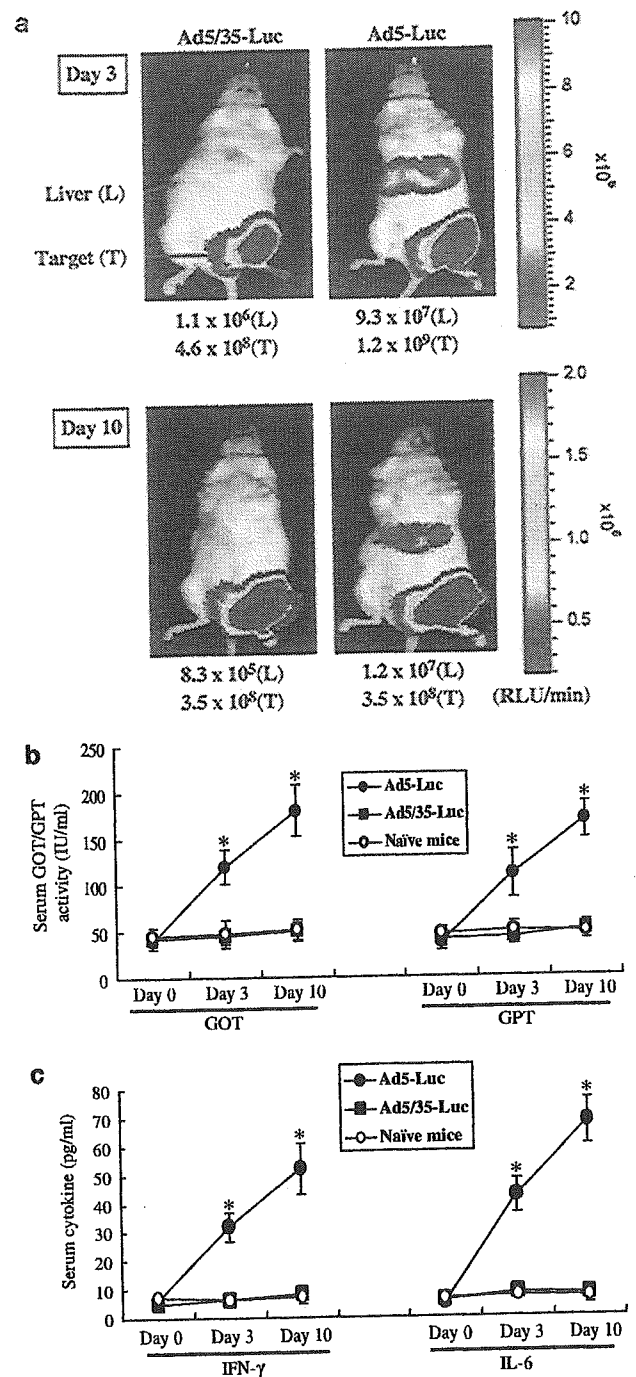 a
Ad5/35-Luc Ad5-Luc
Day 3
Liver (L)
Target (T)
10
8
6
4
2
x10⁶
1.1 x 10⁶(L) 9.3 x 10⁷(L)
4.6 x 10⁸(T) 1.2 x 10⁹(T)
Day 10
2.0
1.5
1.0
0.5
x10⁶
8.3 x 10⁵(L) 1.2 x 10⁷(L)
3.5 x 10⁸(T) 3.5 x 10⁸(T) (RLU/min)
b
Serum GOT/GPT
activity (IU/ml)
250
200
150
100
50
0
Ad5-Luc
Ad5/35-Luc
Naïve mice
* * * *
Day 0 Day 3 Day 10 Day 0 Day 3 Day 10
GOT GPT
c
Serum cytokine (pg/ml)
80
70
60
50
40
30
20
10
0
Ad5-Luc
Ad5/35-Luc
Naïve mice
* * * *
Day 0 Day 3 Day 10 Day 0 Day 3 Day 10
IFN-γ IL-6